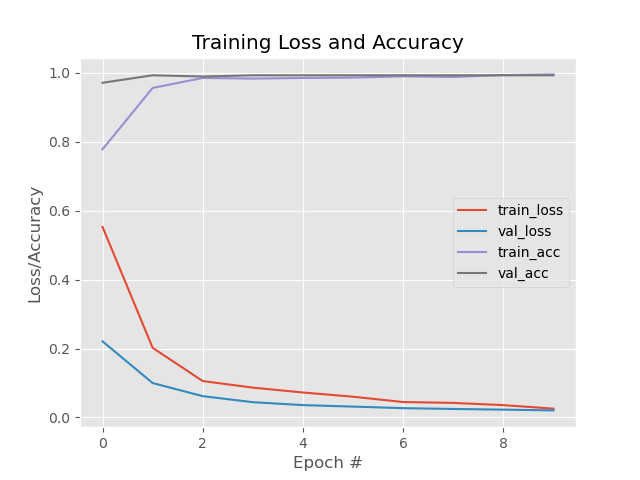 Training Loss and Accuracy
1.0
0.8
0.6
0.4
0.2
0.0
Loss/Accuracy
train_loss
val_loss
train_acc
val_acc
0 2 4 6 8
Epoch #